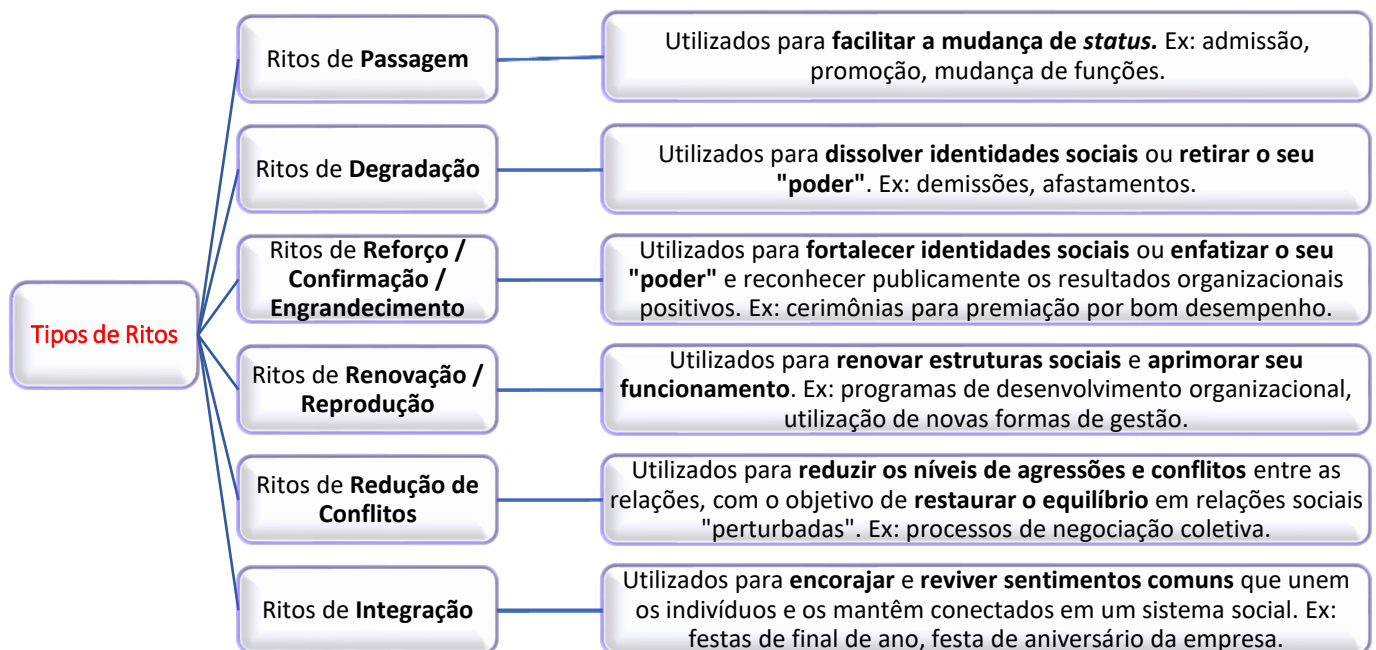 Tipos de Ritos
Ritos de Passagem
Utilizados para facilitar a mudança de status. Ex: admissão,
promoção, mudança de funções.
Ritos de Degradação
Utilizados para dissolver identidades sociais ou retirar o seu
"poder". Ex: demissões, afastamentos.
Ritos de Reforço /
Confirmação /
Engrandecimento
Utilizados para fortalecer identidades sociais ou enfatizar o seu
"poder" e reconhecer publicamente os resultados organizacionais
positivos. Ex: cerimônias para premiação por bom desempenho.
Ritos de Renovação /
Reprodução
Utilizados para renovar estruturas sociais e aprimorar seu
funcionamento. Ex: programas de desenvolvimento organizacional,
utilização de novas formas de gestão.
Ritos de Redução de
Conflitos
Utilizados para reduzir os níveis de agressões e conflitos entre as
relações, com o objetivo de restaurar o equilíbrio em relações sociais
"perturbadas". Ex: processos de negociação coletiva.
Ritos de Integração
Utilizados para encorajar e reviver sentimentos comuns que unem
os indivíduos e os mantêm conectados em um sistema social. Ex:
festas de final de ano, festa de aniversário da empresa.